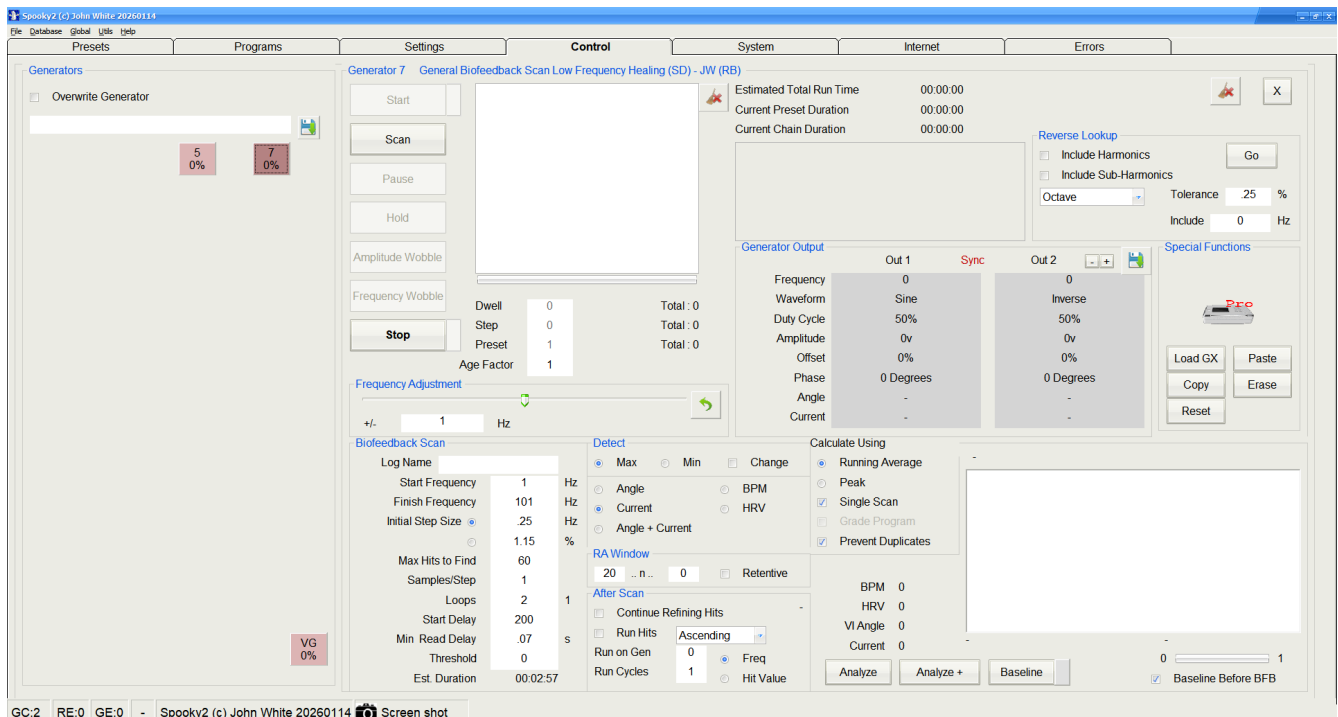 Spooky2 (c) John White 20260114
File Database Global Utils Help
Presets Programs Settings Control System Internet Errors
Generators
Overwrite Generator
5
0%
7
0%
VG
0%
Generator 7 General Biofeedback Scan Low Frequency Healing (SD) - JW (RB)
Start
Scan
Pause
Hold
Amplitude Wobble
Frequency Wobble
Stop
Dwell 0 Total : 0
Step 0 Total : 0
Preset 1 Total : 0
Age Factor 1
Estimated Total Run Time 00:00:00
Current Preset Duration 00:00:00
Current Chain Duration 00:00:00
X
Reverse Lookup
Include Harmonics Go
Include Sub-Harmonics
Octave Tolerance .25 %
Include 0 Hz
Frequency Adjustment
+/- 1 Hz
Generator Output
Out 1 Sync Out 2 - +
Frequency 0 0
Waveform Sine Inverse
Duty Cycle 50% 50%
Amplitude 0v 0v
Offset 0% 0%
Phase 0 Degrees 0 Degrees
Angle - -
Current - -
Special Functions
Pro
Load GX Paste
Copy Erase
Reset
Biofeedback Scan
Log Name
Start Frequency 1 Hz
Finish Frequency 101 Hz
Initial Step Size .25 Hz
1.15 %
Max Hits to Find 60
Samples/Step 1
Loops 2 1
Start Delay 200
Min Read Delay .07 s
Threshold 0
Est. Duration 00:02:57
Detect
Max Min Change
Angle BPM
Current HRV
Angle + Current
RA Window
20 .. n .. 0 Retentive
After Scan
Continue Refining Hits -
Run Hits Ascending
Run on Gen 0 Freq
Run Cycles 1 Hit Value
Calculate Using
Running Average -
Peak
Single Scan
Grade Program
Prevent Duplicates
BPM 0
HRV 0
VI Angle 0
Current 0 - -
0 1
Analyze Analyze + Baseline Baseline Before BFB
GC:2 RE:0 GE:0 - Spooky2 (c) John White 20260114 Screen shot